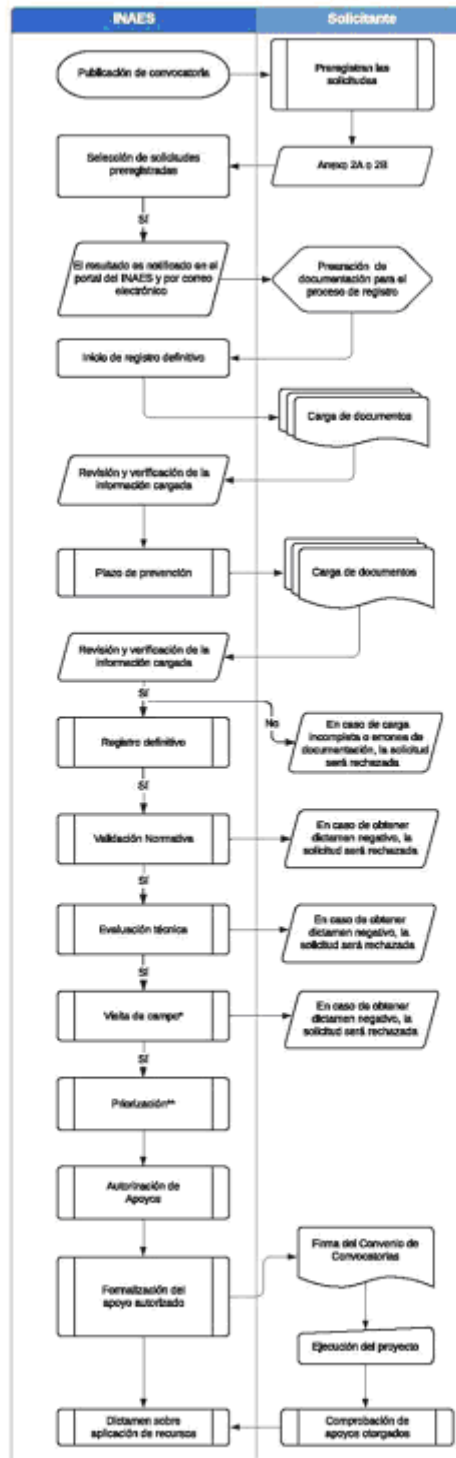 INAES
Solicitante
Publicación de convocatoria
Preregistran las
solicitudes
Anexo 2A o 2B
Selección de solicitudes
preregistradas
Sí
El resultado es notificado en el
portal del INAES y por correo
electrónico
Prearación de
documentación para el
proceso de registro
Inicio de registro definitivo
Carga de documentos
Revisión y verificación de la
información cargada
Plazo de prevención
Carga de documentos
Revisión y verificación de la
información cargada
Sí
No
Registro definitivo
En caso de carga
incompleta o erronea de
documentación, la solicitud
será rechazada
Sí
Validación Normativa
En caso de obtener
dictamen negativo, la
solicitud será rechazada
Sí
Evaluación técnica
En caso de obtener
dictamen negativo, la
solicitud será rechazada
Sí
Visita de campo*
En caso de obtener
dictamen negativo, la
solicitud será rechazada
Sí
Priorización**
Autorización de
Apoyos
Formalización del
apoyo autorizado
Firma del Convenio de
Convocatorias
Ejecución del proyecto
Dictamen sobre
aplicación de recursos
Comprobación de
apoyos otorgados